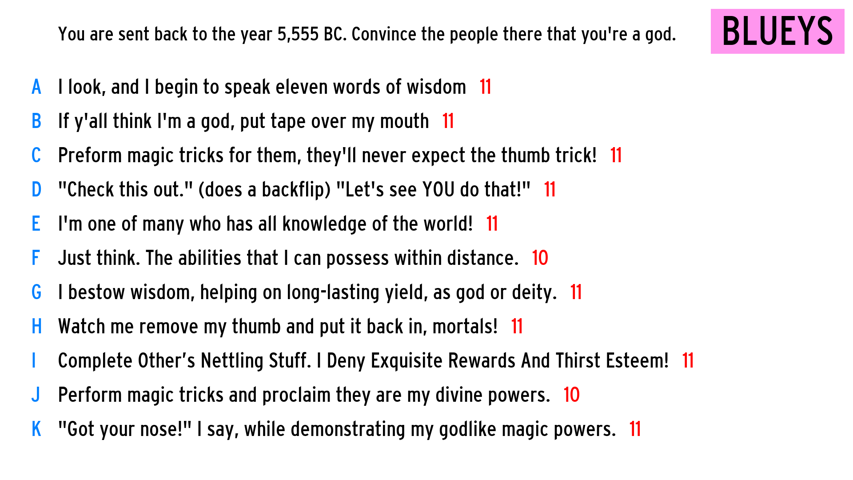 You are sent back to the year 5,555 BC. Convince the people there that you're a god.
BLUEYS
A I look, and I begin to speak eleven words of wisdom 11
B If y'all think I'm a god, put tape over my mouth 11
C Preform magic tricks for them, they'll never expect the thumb trick! 11
D "Check this out." (does a backflip) "Let's see YOU do that!" 11
E I'm one of many who has all knowledge of the world! 11
F Just think. The abilities that I can possess within distance. 10
G I bestow wisdom, helping on long-lasting yield, as god or deity. 11
H Watch me remove my thumb and put it back in, mortals! 11
I Complete Other’s Nettling Stuff. I Deny Exquisite Rewards And Thirst Esteem! 11
J Perform magic tricks and proclaim they are my divine powers. 10
K "Got your nose!" I say, while demonstrating my godlike magic powers. 11